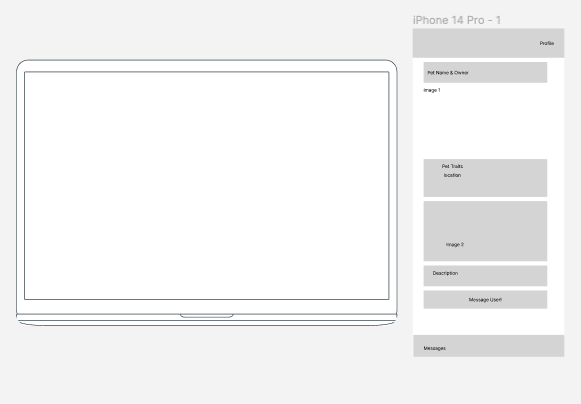 iPhone 14 Pro - 1
Profile
Pet Name & Owner
image 1
Pet Traits
location
Image 2
Description
Message User!
Messages